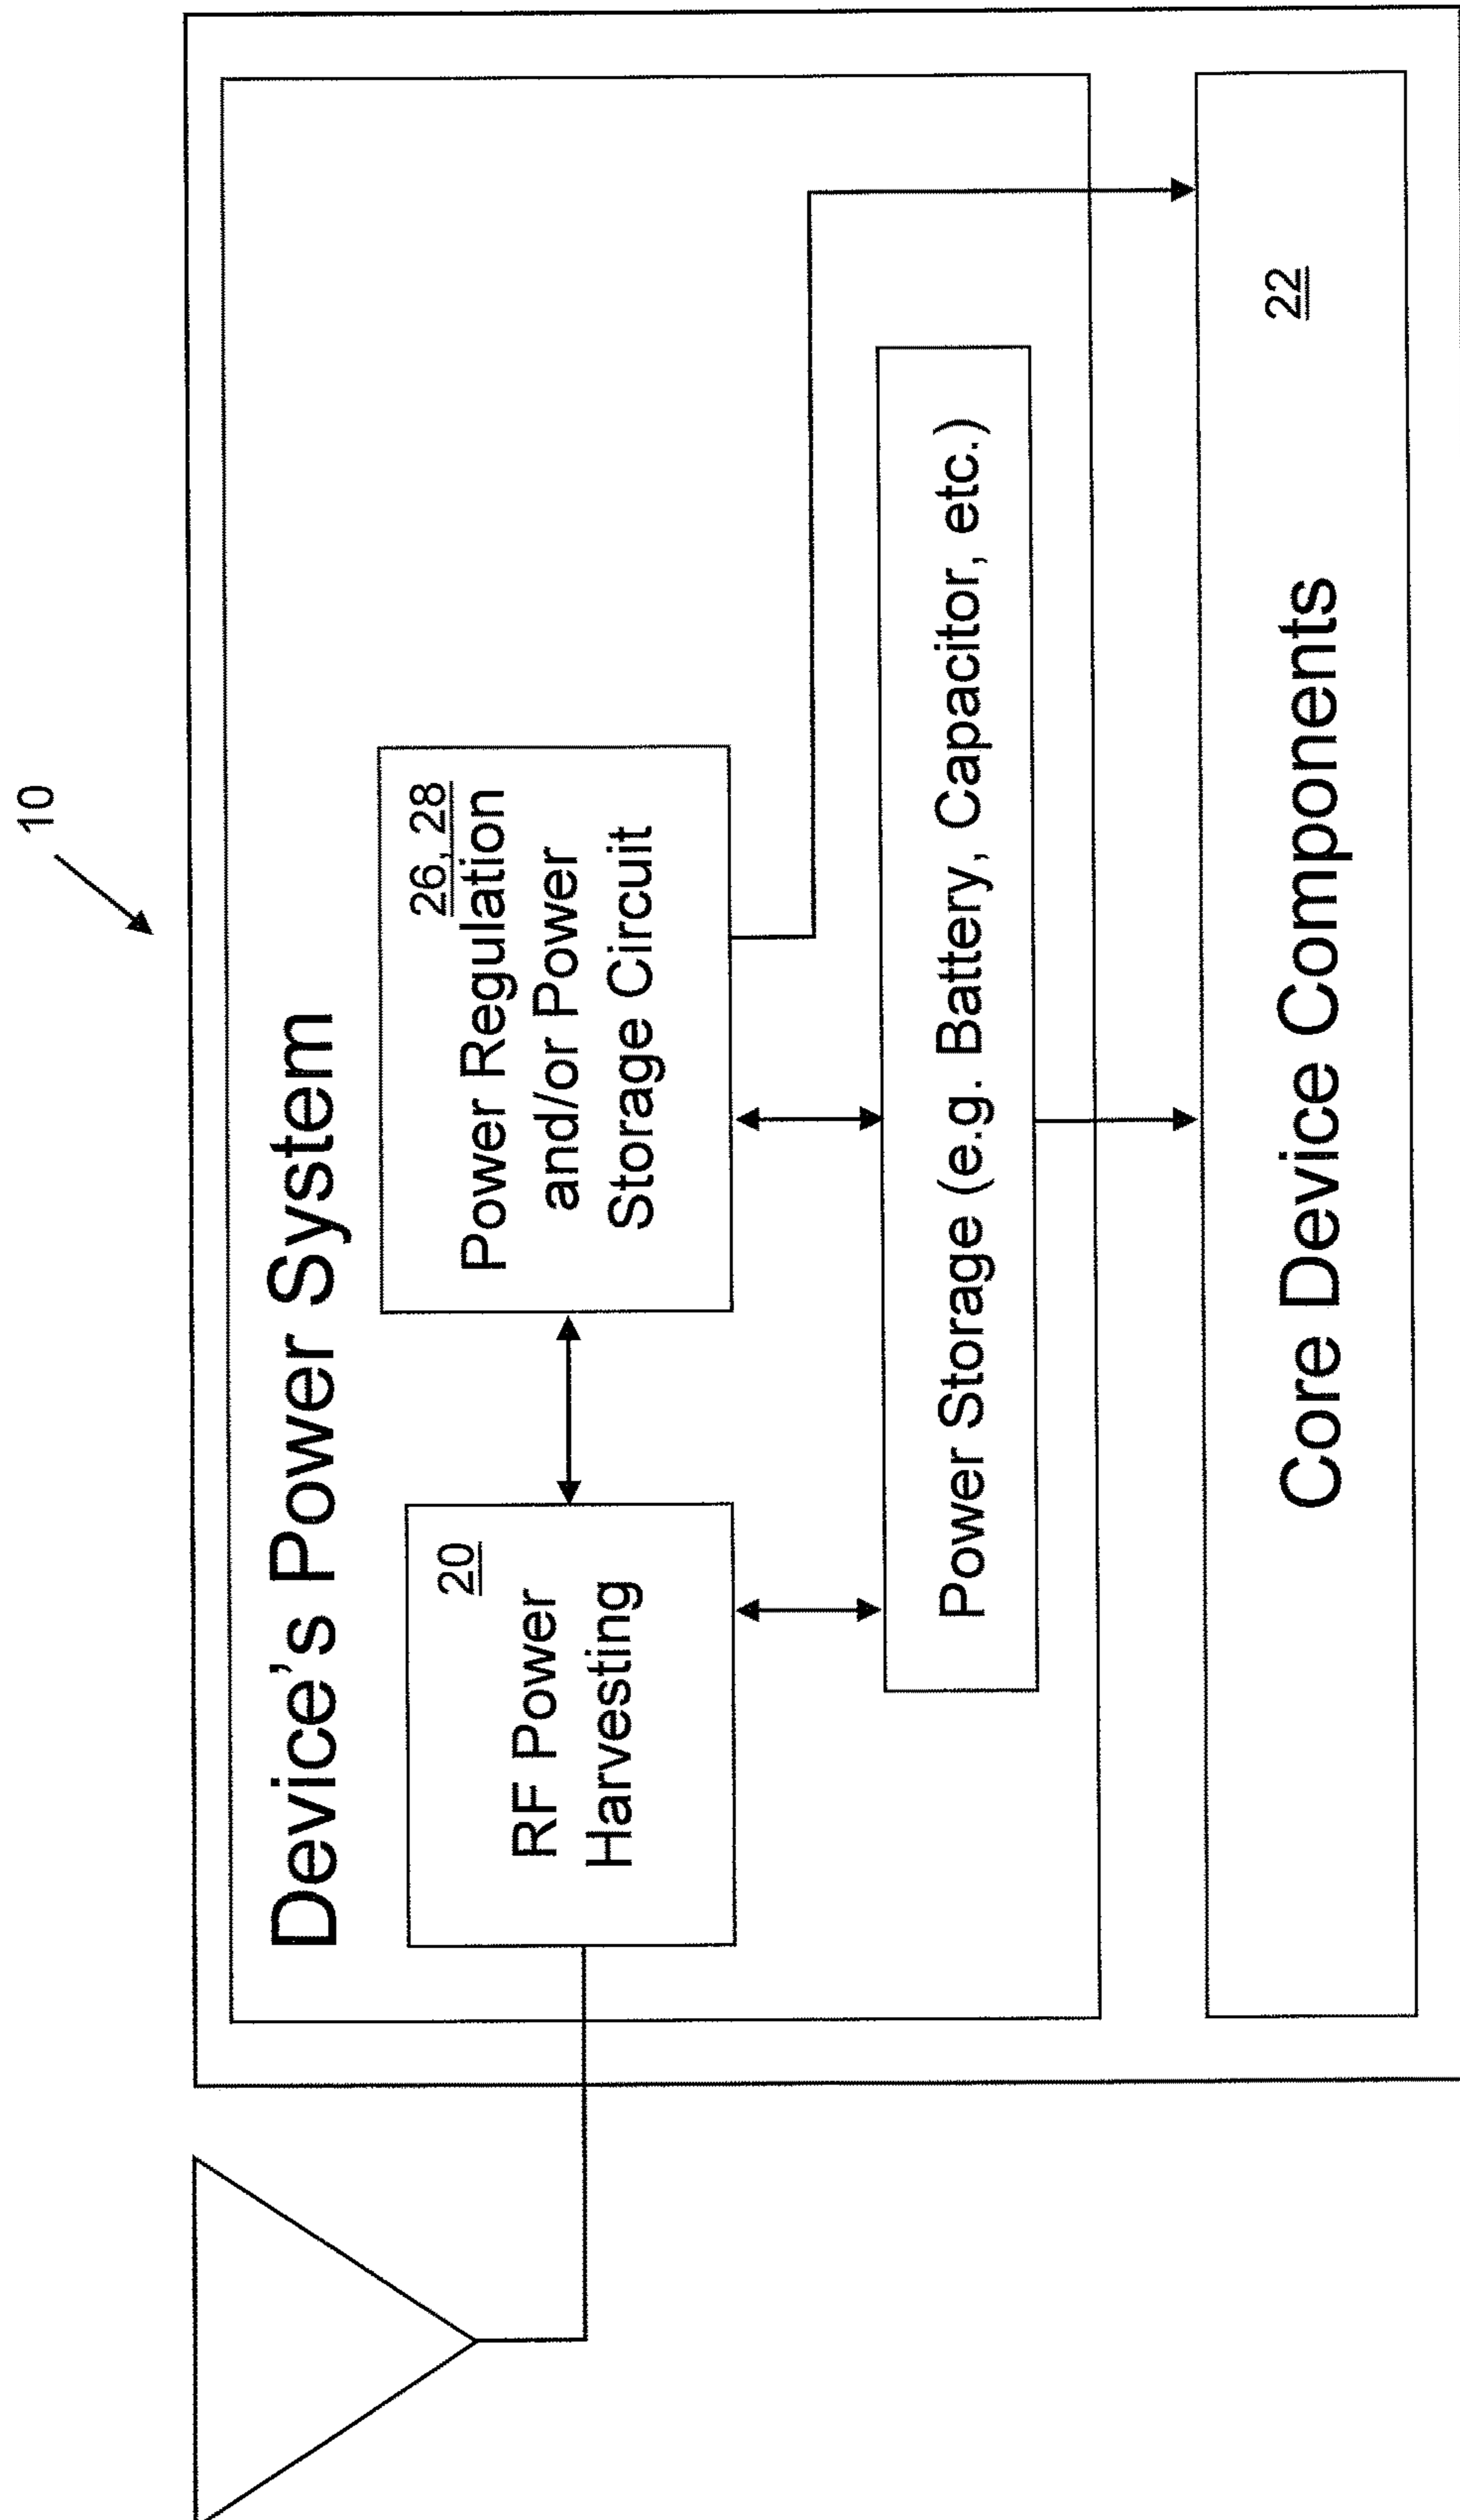 10
Device's Power System
20
RF Power
Harvesting
26, 28
Power Regulation
and/or Power
Storage Circuit
Power Storage (e.g. Battery, Capacitor, etc.)
22
Core Device Components